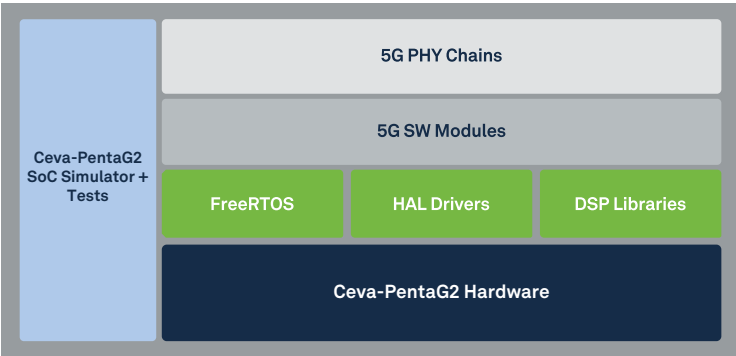 Ceva-PentaG2
SoC Simulator +
Tests
5G PHY Chains
5G SW Modules
FreeRTOS
HAL Drivers
DSP Libraries
Ceva-PentaG2 Hardware